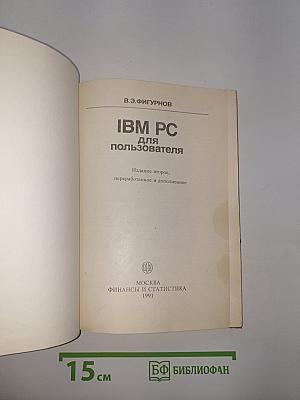 В.Э.ФИГУРНОВ
IBM PC
для
пользователя
Издание второе,
переработанное и дополненное
МОСКВА
ФИНАНСЫ И СТАТИСТИКА
1991
15 см
БФ БИБЛИОФАН